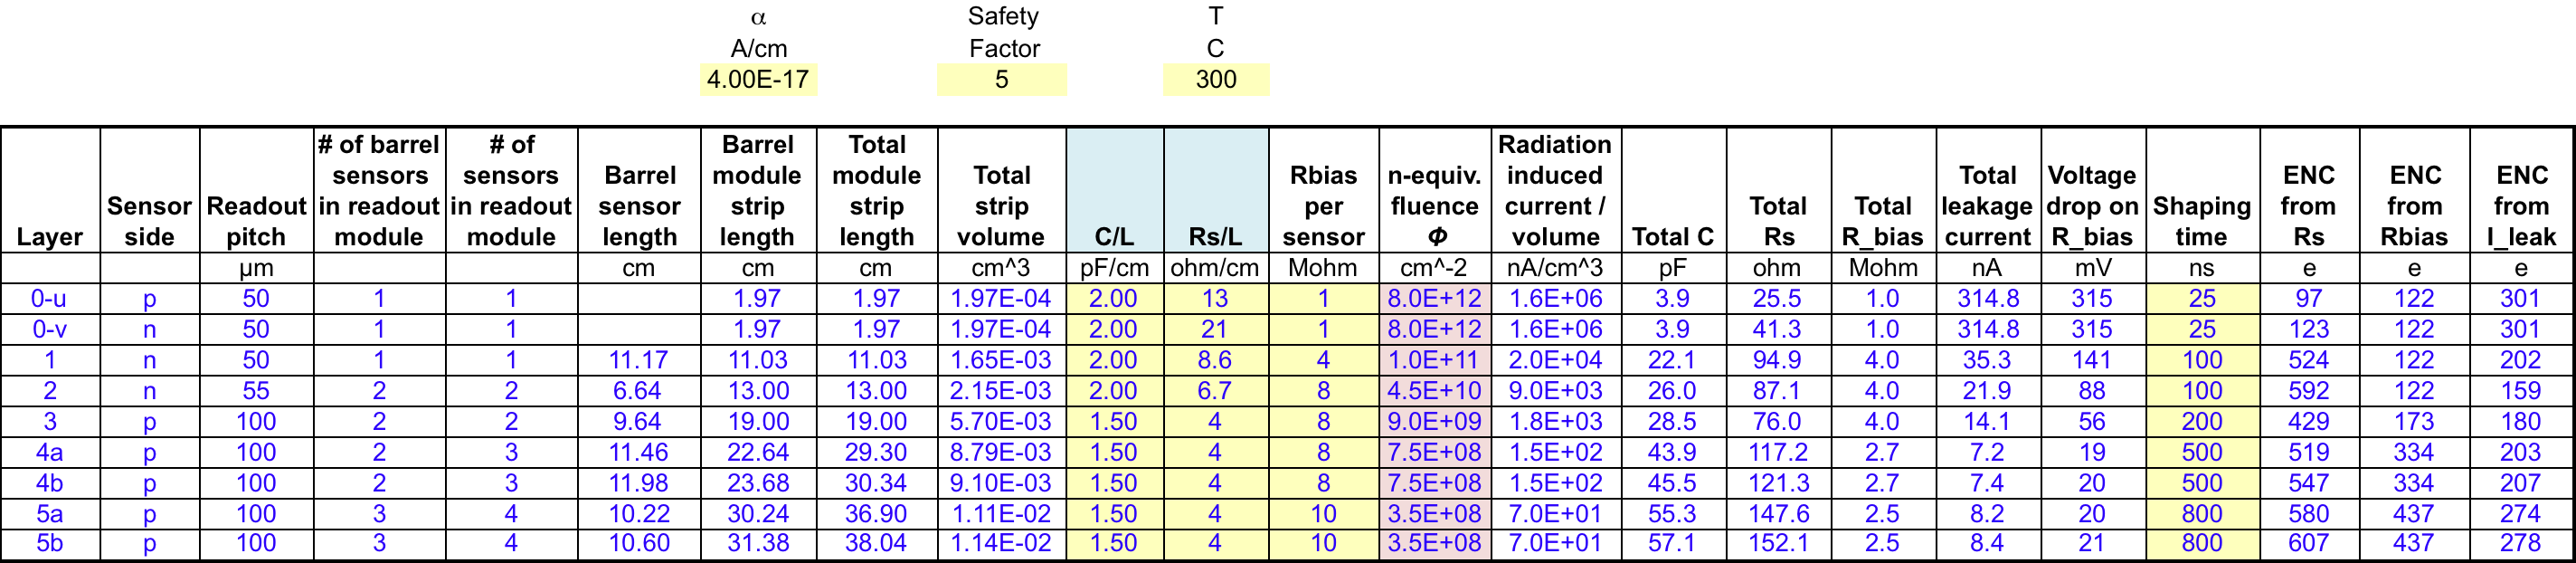 α Safety T
A/cm Factor C
4.00E-17 5 300
# of barrel # of Barrel Total Radiation
sensors sensors Barrel module module Total Rbias n-equiv. induced Total Voltage ENC ENC ENC
Sensor Readout in readout in readout sensor strip strip strip per fluence current / Total Total leakage drop on Shaping from from from
Layer side pitch module module length length length volume C/L Rs/L sensor Φ volume Total C Rs R_bias current R_bias time Rs Rbias I_leak
µm cm cm cm cm^3 pF/cm ohm/cm Mohm cm^-2 nA/cm^3 pF ohm Mohm nA mV ns e e e
0-u p 50 1 1 1.97 1.97 1.97E-04 2.00 13 1 8.0E+12 1.6E+06 3.9 25.5 1.0 314.8 315 25 97 122 301
0-v n 50 1 1 1.97 1.97 1.97E-04 2.00 21 1 8.0E+12 1.6E+06 3.9 41.3 1.0 314.8 315 25 123 122 301
1 n 50 1 1 11.17 11.03 11.03 1.65E-03 2.00 8.6 4 1.0E+11 2.0E+04 22.1 94.9 4.0 35.3 141 100 524 122 202
2 n 55 2 2 6.64 13.00 13.00 2.15E-03 2.00 6.7 8 4.5E+10 9.0E+03 26.0 87.1 4.0 21.9 88 100 592 122 159
3 p 100 2 2 9.64 19.00 19.00 5.70E-03 1.50 4 8 9.0E+09 1.8E+03 28.5 76.0 4.0 14.1 56 200 429 173 180
4a p 100 2 3 11.46 22.64 29.30 8.79E-03 1.50 4 8 7.5E+08 1.5E+02 43.9 117.2 2.7 7.2 19 500 519 334 203
4b p 100 2 3 11.98 23.68 30.34 9.10E-03 1.50 4 8 7.5E+08 1.5E+02 45.5 121.3 2.7 7.4 20 500 547 334 207
5a p 100 3 4 10.22 30.24 36.90 1.11E-02 1.50 4 10 3.5E+08 7.0E+01 55.3 147.6 2.5 8.2 20 800 580 437 274
5b p 100 3 4 10.60 31.38 38.04 1.14E-02 1.50 4 10 3.5E+08 7.0E+01 57.1 152.1 2.5 8.4 21 800 607 437 278